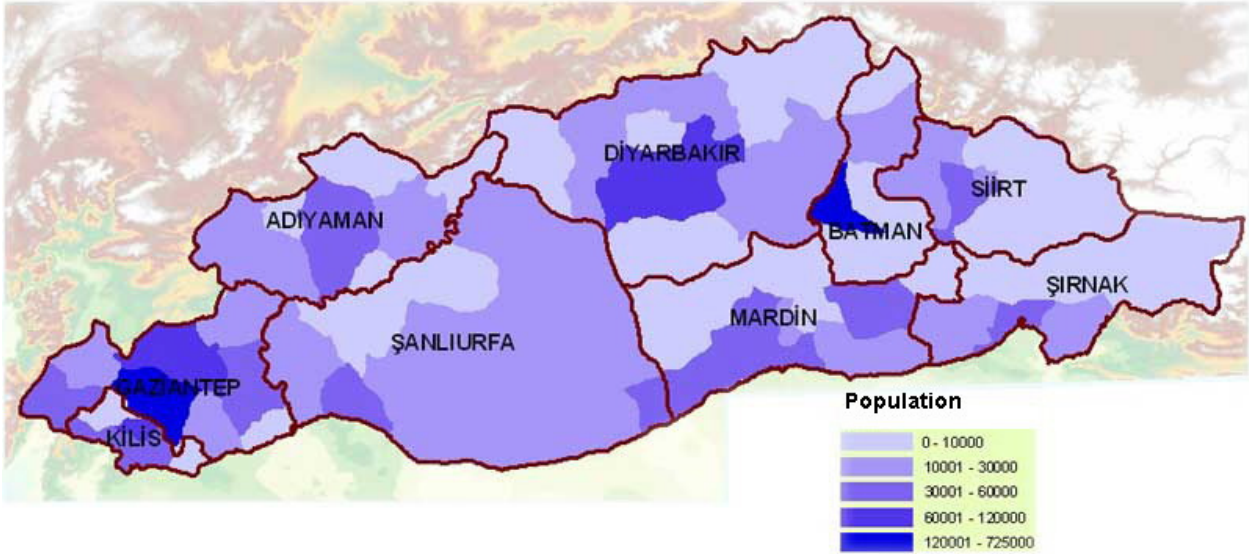 DİYARBAKIR
SİİRT
ADIYAMAN
BATMAN
ŞIRNAK
MARDİN
ŞANLIURFA
GAZİANTEP
KİLİS
Population
0 - 10000
10001 - 30000
30001 - 60000
60001 - 120000
120001 - 725000